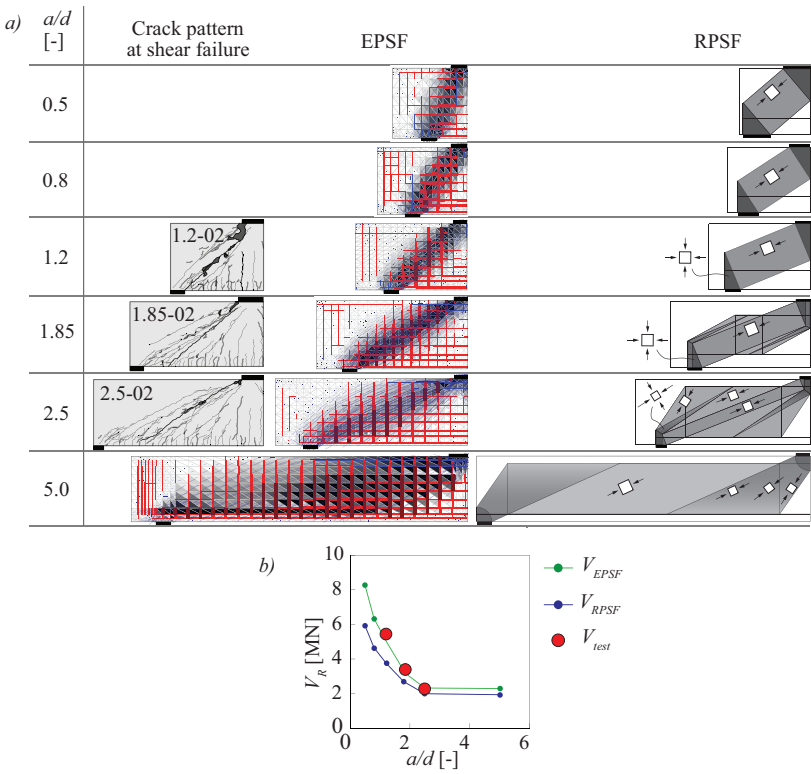 a)
a/d
[-]
Crack pattern
at shear failure
EPSF
RPSF
0.5
0.8
1.2
1.2-02
1.85
1.85-02
2.5
2.5-02
5.0
b)
10
8
6
4
2
0
V_R [MN]
0 2 4 6
a/d [-]
V_EPSF
V_RPSF
V_test